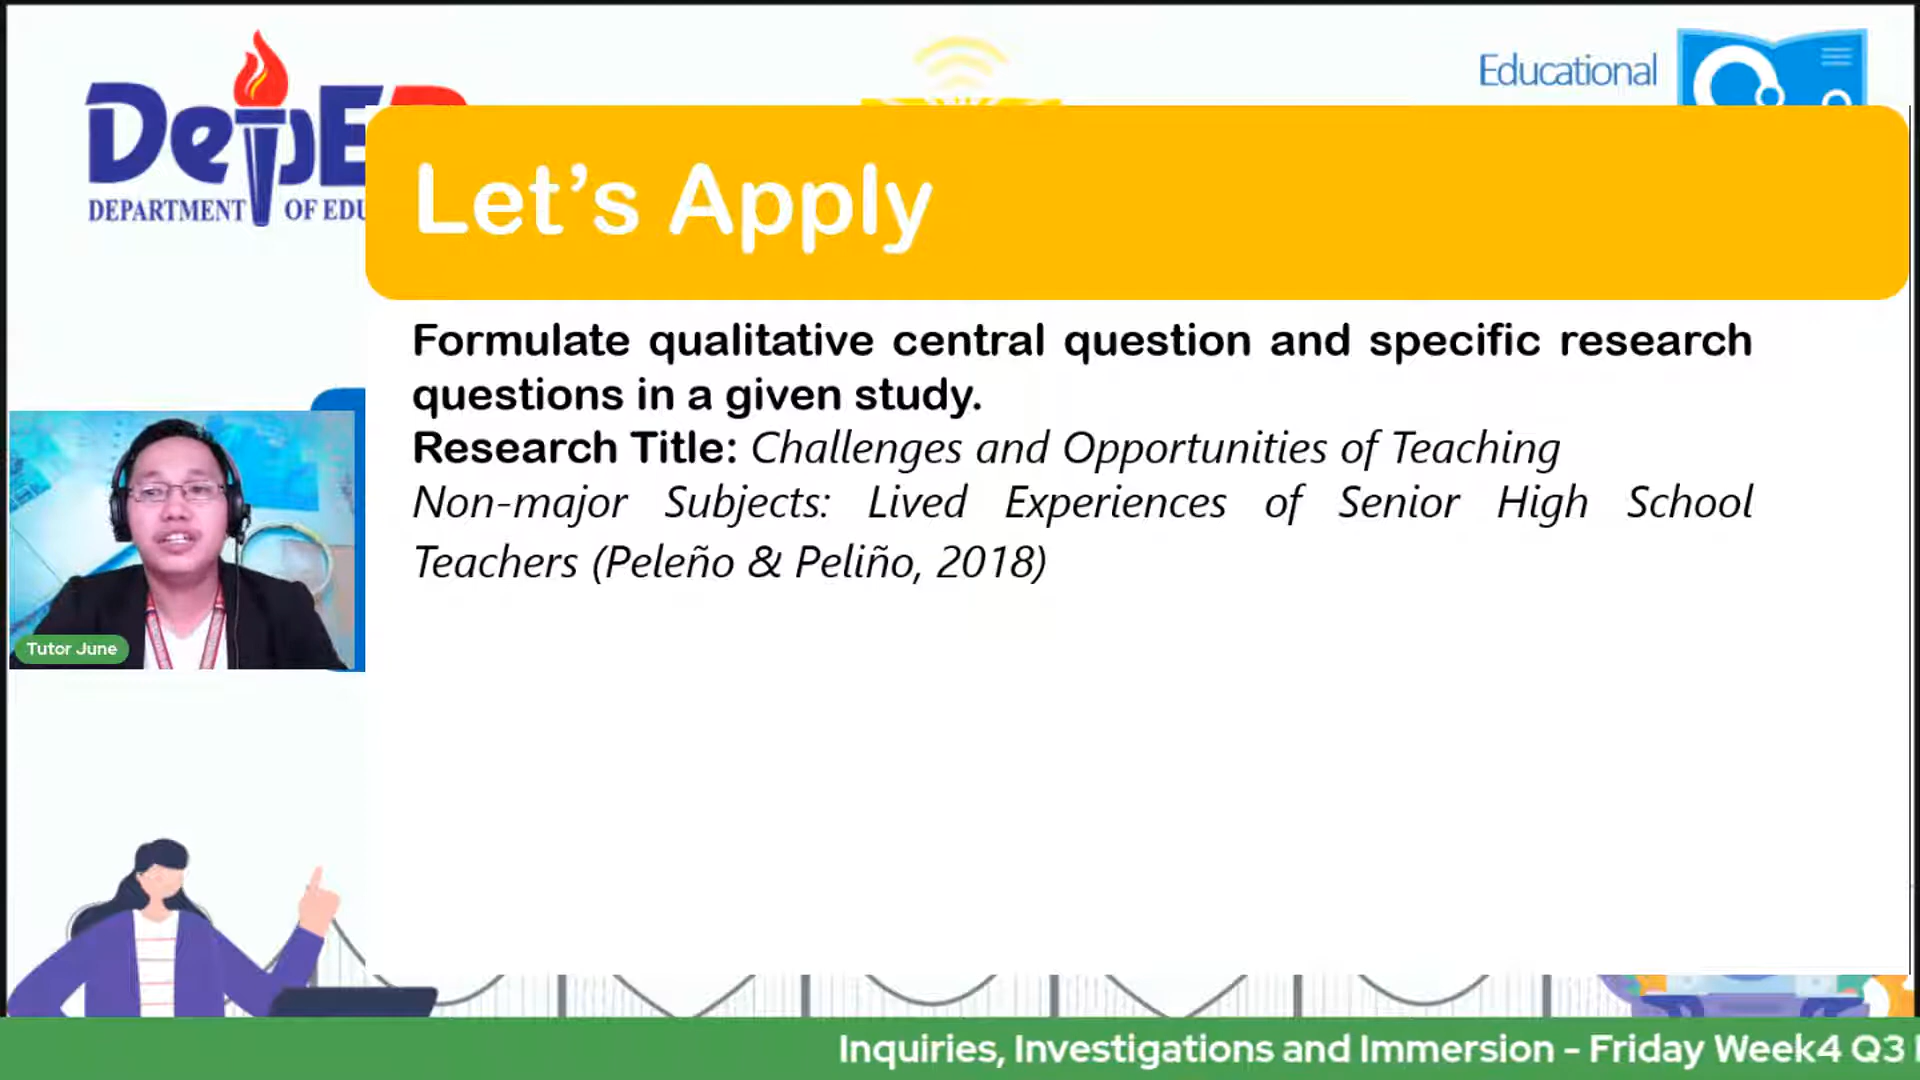 DepE
DEPARTMENT OF EDU
Educational
Let's Apply
Formulate qualitative central question and specific research
questions in a given study.
Research Title: Challenges and Opportunities of Teaching
Non-major Subjects: Lived Experiences of Senior High School
Teachers (Peleño & Peliño, 2018)
Tutor June
Inquiries, Investigations and Immersion - Friday Week4 Q3